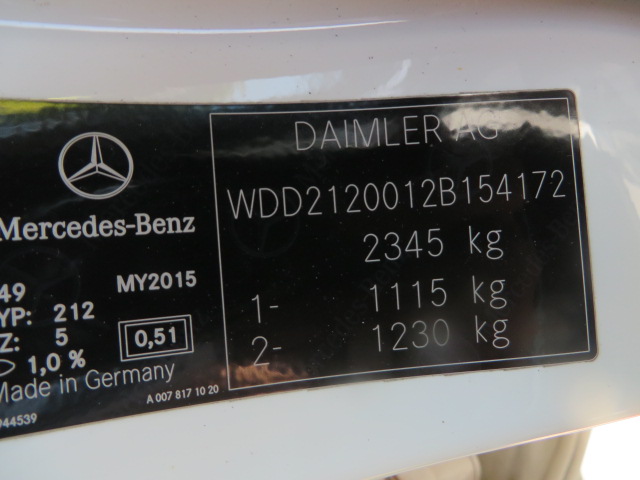 DAIMLER AG
WDD2120012B154172
2345 kg
1- 1115 kg
2- 1230 kg
Mercedes-Benz
49 MY2015
YP: 212
Z: 5 0,51
1,0 %
Made in Germany
A 007 817 10 20
944539